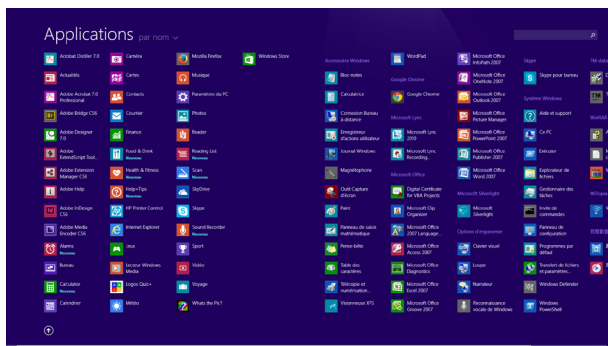 Applications par nom
Acrobat Distiller 7.0
Actualités
Adobe Acrobat 7.0
Professional
Adobe Bridge CS6
Adobe Designer
7.0
Adobe
ExtendScript Tool...
Adobe Extension
Manager CS6
Adobe Help
Adobe InDesign
CS6
Adobe Media
Encoder CS6
Alarms
Nouveau
Bureau
Calculator
Nouveau
Calendrier
Caméra
Cartes
Contacts
Courrier
Finance
Food & Drink
Nouveau
Health & Fitness
Nouveau
Help+Tips
Nouveau
HP Printer Control
Internet Explorer
Jeux
Lecteur Windows
Media
Logos Quiz+
Météo
Mozilla Firefox
Musique
Paramètres du PC
Photos
Reader
Reading List
Nouveau
Scan
Nouveau
SkyDrive
Skype
Sound Recorder
Nouveau
Sport
Vidéo
Voyage
Whats the Pic?
Windows Store
Accessoires Windows
Bloc-notes
Calculatrice
Connexion Bureau
à distance
Enregistreur
d'actions utilisateur
Journal Windows
Magnétophone
Outil Capture
d'écran
Paint
Panneau de saisie
mathématique
Pense-bête
Table des
caractères
Télécopie et
numérisation...
Visionneuse XPS
WordPad
Google Chrome
Google Chrome
Microsoft Lync
Microsoft Lync
2010
Microsoft Lync
Recording...
Microsoft Office
Digital Certificate
for VBA Projects
Microsoft Clip
Organizer
Microsoft Office
2007 Language...
Microsoft Office
Access 2007
Microsoft Office
Diagnostics
Microsoft Office
Excel 2007
Microsoft Office
Groove 2007
Microsoft Office
InfoPath 2007
Microsoft Office
OneNote 2007
Microsoft Office
Outlook 2007
Microsoft Office
Picture Manager
Microsoft Office
PowerPoint 2007
Microsoft Office
Publisher 2007
Microsoft Office
Word 2007
Microsoft Silverlight
Microsoft
Silverlight
Options d'ergonomie
Clavier visuel
Loupe
Narrateur
Reconnaissance
vocale de Windows
Skype
Skype pour bureau
Système Windows
Aide et support
Ce PC
Exécuter
Explorateur de
fichiers
Gestionnaire des
tâches
Invite de
commandes
Panneau de
configuration
Programmes par
défaut
Transfert de fichiers
et paramètres...
Windows Defender
Windows
PowerShell